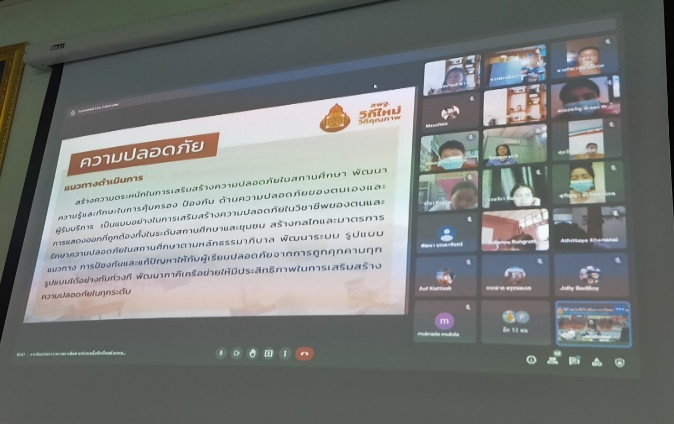 สพฐ.
วิถีใหม่
วิถีคุณภาพ
ความปลอดภัย
แนวทางดำเนินการ
สร้างความตระหนักในการเสริมสร้างความปลอดภัยในสถานศึกษา พัฒนา
ความรู้และทักษะในการคุ้มครอง ป้องกัน ด้านความปลอดภัยของตนเองและ
ผู้รับบริการ เป็นแบบอย่างในการเสริมสร้างความปลอดภัยในวิชาชีพของตนและ
การแสดงออกที่ถูกต้องทั้งในระดับสถานศึกษาและชุมชน สร้างกลไกและมาตรการ
รักษาความปลอดภัยในสถานศึกษาตามหลักธรรมาภิบาล พัฒนาระบบ รูปแบบ
แนวทาง การป้องกันและแก้ปัญหาให้กับผู้เรียนปลอดภัยจากการถูกคุกคามทุก
รูปแบบได้อย่างทันท่วงที พัฒนาภาคีเครือข่ายให้มีประสิทธิภาพในการเสริมสร้าง
ความปลอดภัยในทุกระดับ
Athittaya Khamanai
Auf Kiattisak
Jolly BadBoy
m
P
mukrada mukda
อีก 12 คน